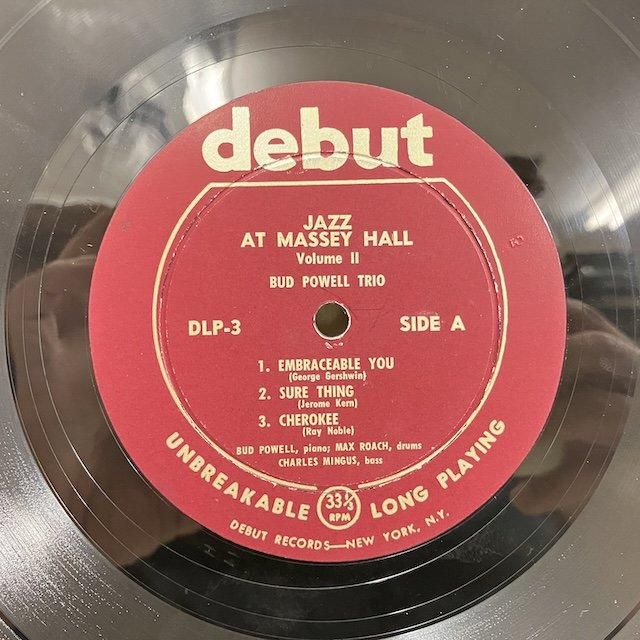 debut
JAZZ
AT MASSEY HALL
Volume II
BUD POWELL TRIO
DLP-3 SIDE A
1. EMBRACEABLE YOU
(George Gershwin)
2. SURE THING
(Jerome Kern)
3. CHEROKEE
(Ray Noble)
BUD POWELL, piano; MAX ROACH, drums
CHARLES MINGUS, bass
UNBREAKABLE 33 1/3 RPM LONG PLAYING
DEBUT RECORDS—NEW YORK, N.Y.